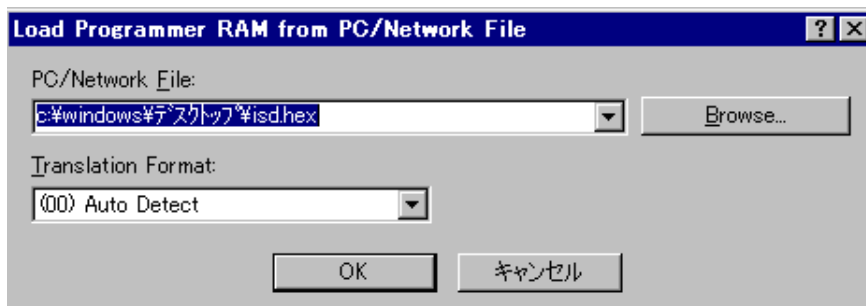 Load Programmer RAM from PC/Network File
PC/Network File:
c:¥windows¥ﾃﾞｽｸﾄｯﾌﾟ¥isd.hex
Browse...
Translation Format:
(00) Auto Detect
OK
キャンセル